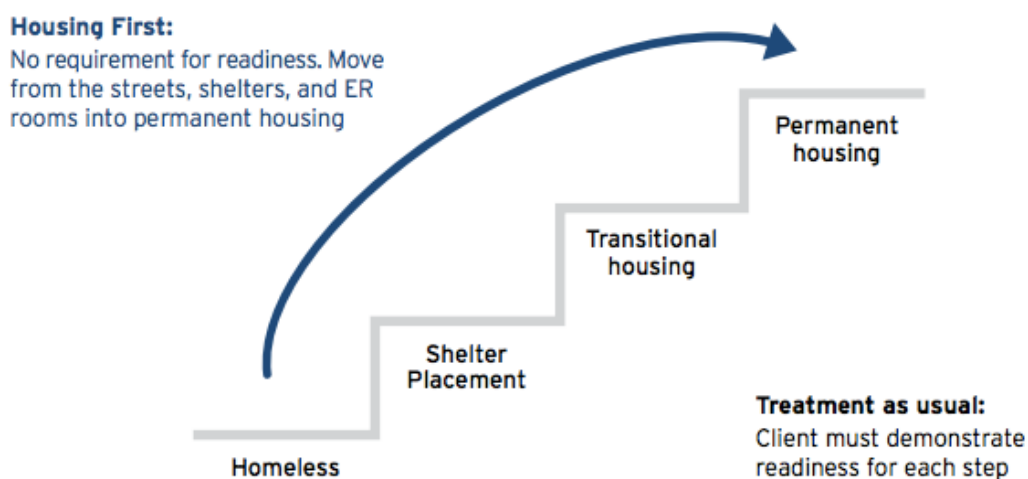 Housing First:
No requirement for readiness. Move
from the streets, shelters, and ER
rooms into permanent housing
Permanent
housing
Transitional
housing
Shelter
Placement
Homeless
Treatment as usual:
Client must demonstrate
readiness for each step